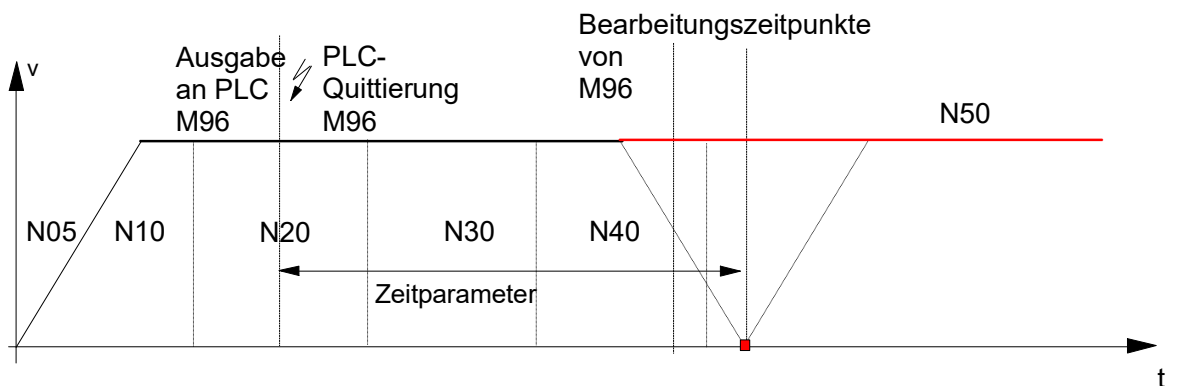 Bearbeitungszeitpunkte
von
M96
Ausgabe
an PLC
M96
PLC-
Quittierung
M96
v
N50
N05
N10
N20
N30
N40
Zeitparameter
t